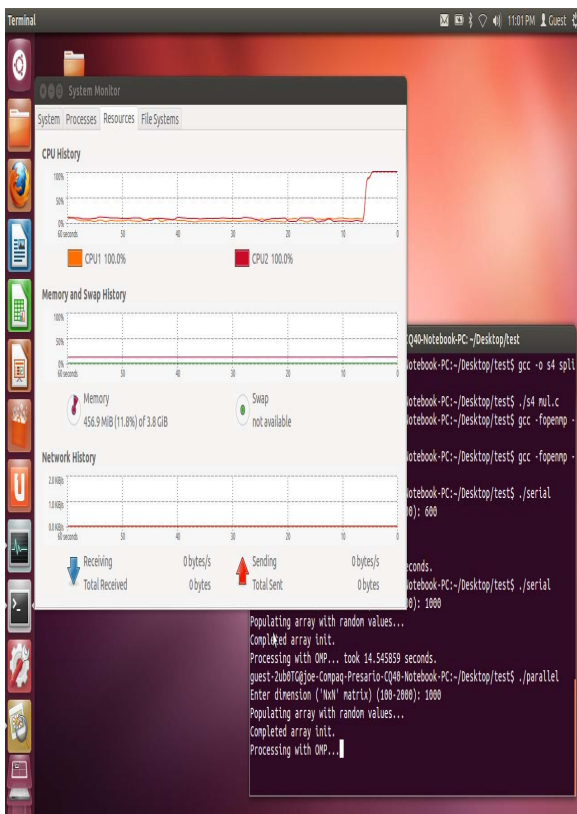 Terminal
11:01 PM Guest
System Monitor
System Processes Resources File Systems
CPU History
100%
50%
0%
60 seconds 50 40 30 20 10 0
CPU1 100.0% CPU2 100.0%
Memory and Swap History
100%
50%
0%
60 seconds 50 40 30 20 10 0
Memory
456.9 MiB (11.8%) of 3.8 GiB
Swap
not available
Network History
2.0 KiB/s
1.0 KiB/s
0.0 KiB/s
60 seconds 50 40 30 20 10 0
Receiving 0 bytes/s
Total Received 0 bytes
Sending 0 bytes/s
Total Sent 0 bytes
CQ40-Notebook-PC: ~/Desktop/test
Notebook-PC:~/Desktop/test$ gcc -o s4 spli
Notebook-PC:~/Desktop/test$ ./s4 mul.c
Notebook-PC:~/Desktop/test$ gcc -fopenmp -
Notebook-PC:~/Desktop/test$ gcc -fopenmp -
Notebook-PC:~/Desktop/test$ ./serial
00): 600
econds.
Notebook-PC:~/Desktop/test$ ./serial
00): 1000
Populating array with random values...
Completed array init.
Processing with OMP... took 14.545859 seconds.
guest-2ub0TG@joe-Compaq-Presario-CQ40-Notebook-PC:~/Desktop/test$ ./parallel
Enter dimension ('NxN' matrix) (100-2000): 1000
Populating array with random values...
Completed array init.
Processing with OMP...